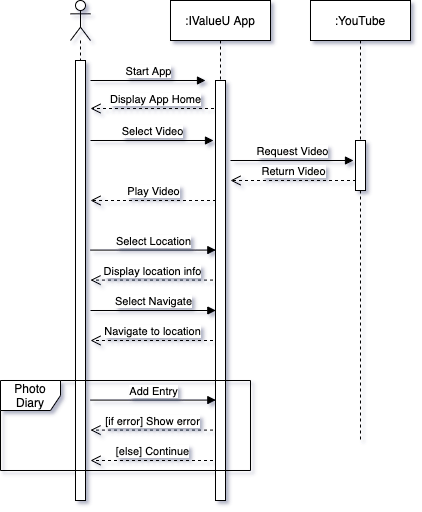 :IValueU App
:YouTube
Start App
Display App Home
Select Video
Request Video
Return Video
Play Video
Select Location
Display location info
Select Navigate
Navigate to location
Photo
Diary
Add Entry
[if error] Show error
[else] Continue